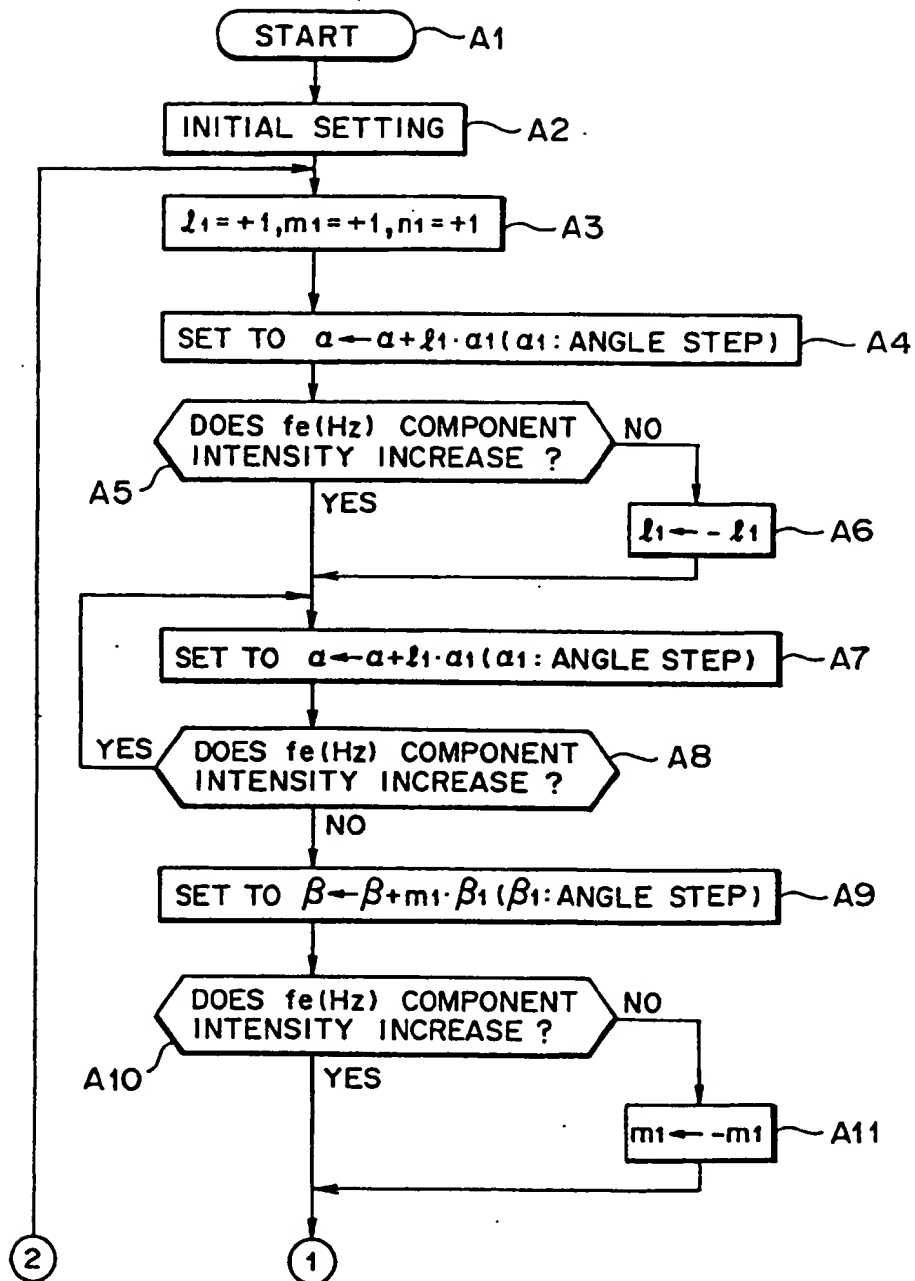 START A1
INITIAL SETTING A2
ℓ1=+1,m1=+1,n1=+1 A3
SET TO α←α+ℓ1·α1(α1:ANGLE STEP) A4
DOES fe(Hz) COMPONENT
INTENSITY INCREASE ?
NO
A5
YES
ℓ1←-ℓ1 A6
SET TO α←α+ℓ1·α1(α1:ANGLE STEP) A7
YES
DOES fe(Hz) COMPONENT
INTENSITY INCREASE ?
A8
NO
SET TO β←β+m1·β1(β1:ANGLE STEP) A9
DOES fe(Hz) COMPONENT
INTENSITY INCREASE ?
NO
A10
YES
m1←-m1 A11
2 1